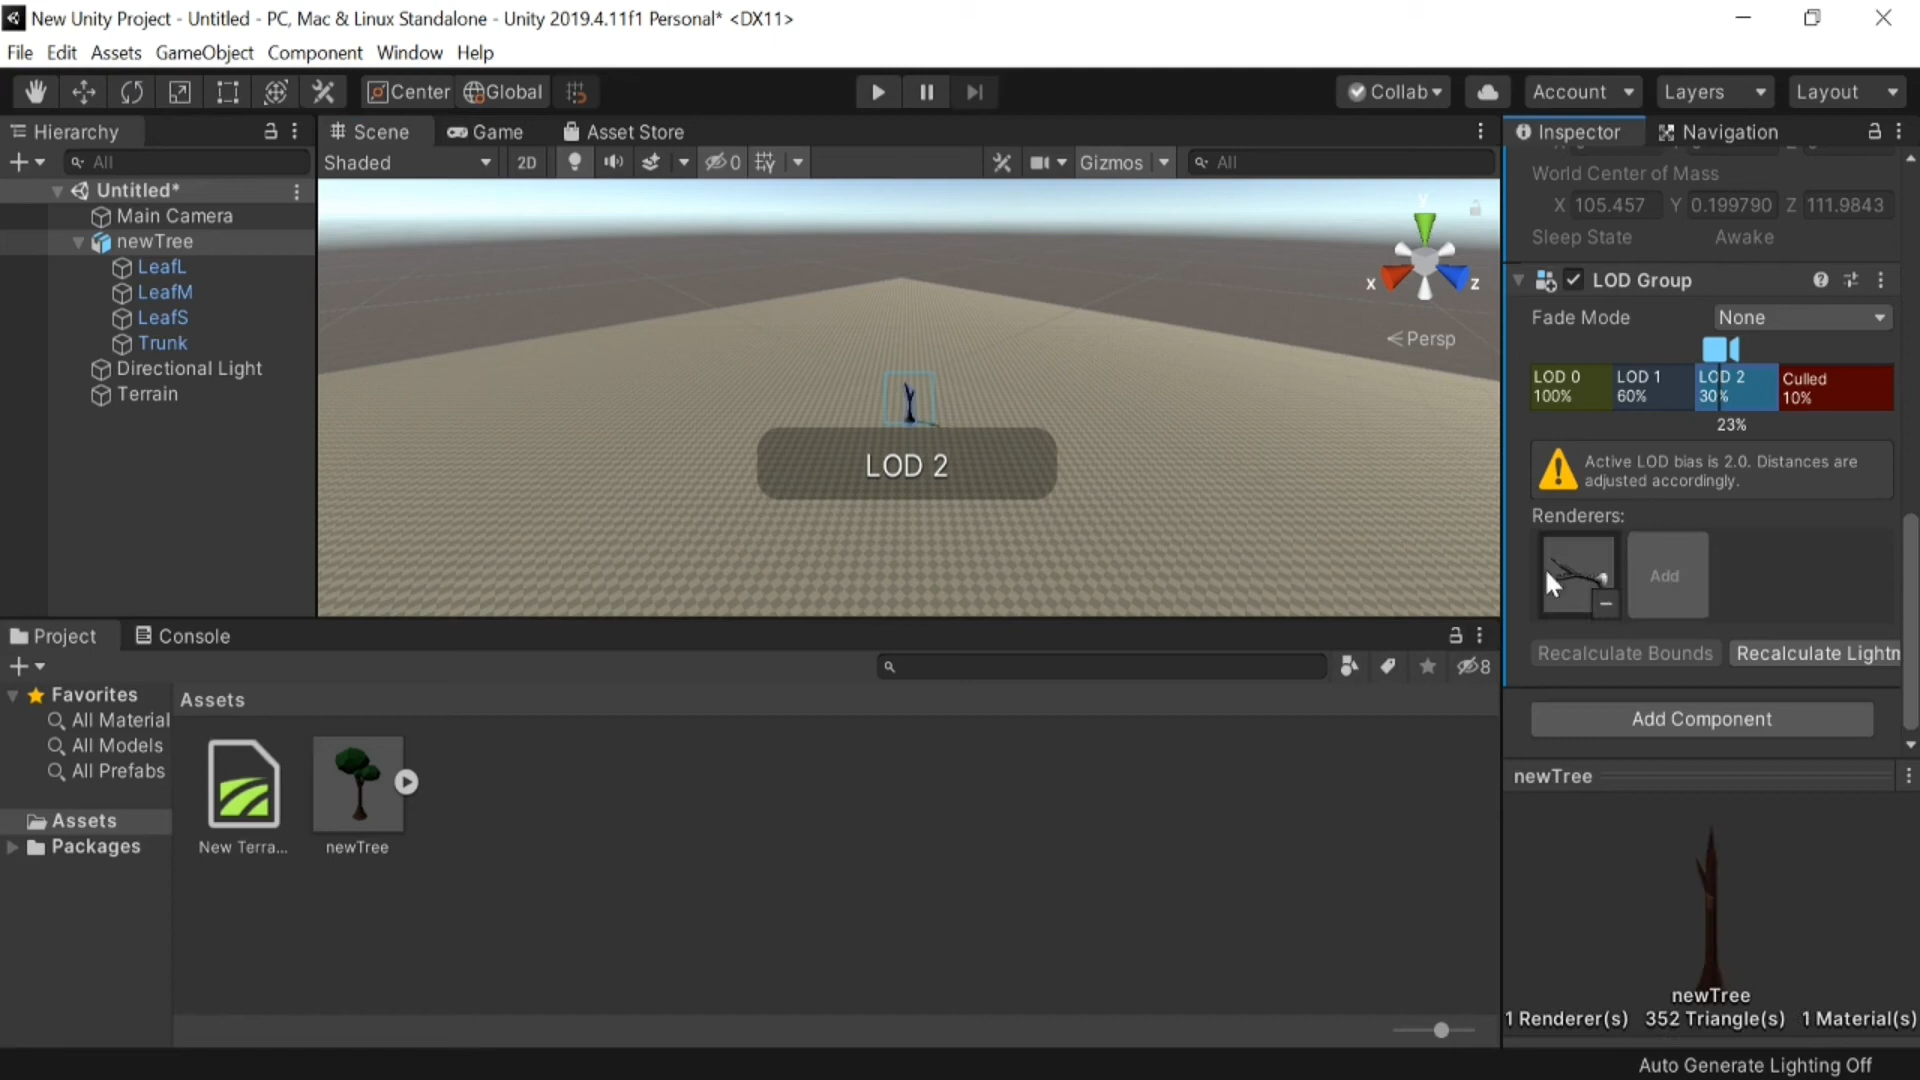 New Unity Project - Untitled - PC, Mac & Linux Standalone - Unity 2019.4.11f1 Personal* <DX11>
File Edit Assets GameObject Component Window Help
Center Global
Collab Account Layers Layout
Hierarchy
All
Untitled*
Main Camera
newTree
LeafL
LeafM
LeafS
Trunk
Directional Light
Terrain
Scene Game Asset Store
Shaded 2D 0 Gizmos All
y
x z
Persp
LOD 2
Inspector Navigation
World Center of Mass
X 105.457 Y 0.199790 Z 111.9843
Sleep State Awake
LOD Group
Fade Mode None
LOD 0 LOD 1 LOD 2 Culled
100% 60% 30% 10%
23%
Active LOD bias is 2.0. Distances are
adjusted accordingly.
Renderers:
Add
Recalculate Bounds Recalculate Lightn
Add Component
newTree
newTree
1 Renderer(s) 352 Triangle(s) 1 Material(s)
Project Console
8
Favorites
All Material
All Models
All Prefabs
Assets
Packages
Assets
New Terra... newTree
Auto Generate Lighting Off